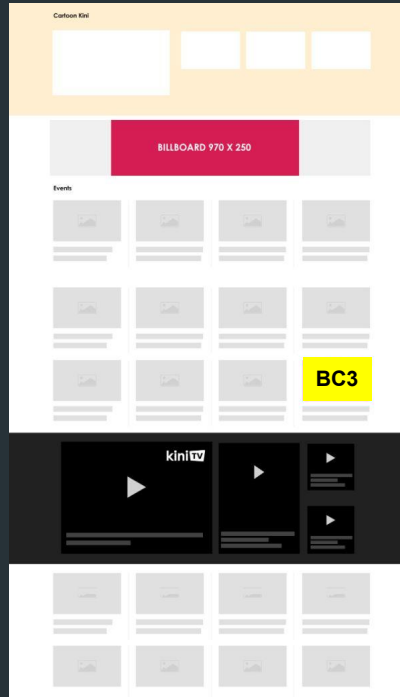 Cartoon Kini
BILLBOARD 970 X 250
Events
BC3
kini TV